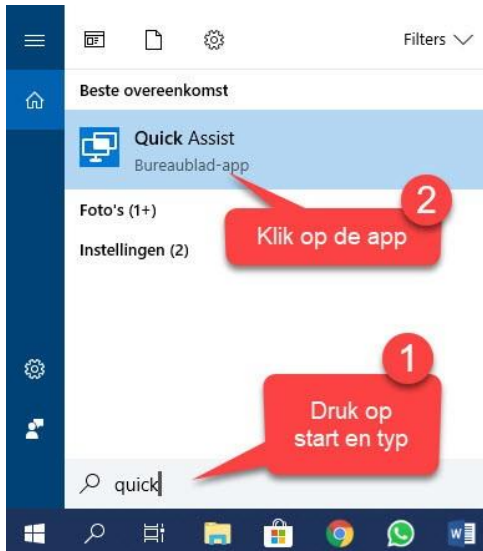 Filters
Beste overeenkomst
Quick Assist
Bureaublad-app
2
Klik op de app
Foto's (1+)
Instellingen (2)
1
Druk op
start en typ
quick
W